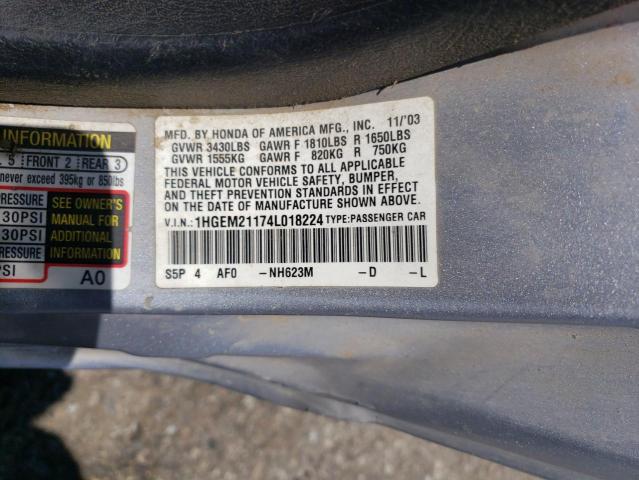 INFORMATION
5 FRONT 2 REAR 3
never exceed 395kg or 850lbs
PRESSURE
30PSI
30PSI
PRESSURE
PSI
SEE OWNER'S
MANUAL FOR
ADDITIONAL
INFORMATION
A0
MFD. BY HONDA OF AMERICA MFG., INC. 11/'03
GVWR 3430LBS GAWR F 1810LBS R 1650LBS
GVWR 1555KG GAWR F 820KG R 750KG
THIS VEHICLE CONFORMS TO ALL APPLICABLE
FEDERAL MOTOR VEHICLE SAFETY, BUMPER,
AND THEFT PREVENTION STANDARDS IN EFFECT
ON THE DATE OF MANUFACTURE SHOWN ABOVE.
V.I.N.: 1HGEM21174L018224 TYPE:PASSENGER CAR
S5P 4 AF0 -NH623M -D -L